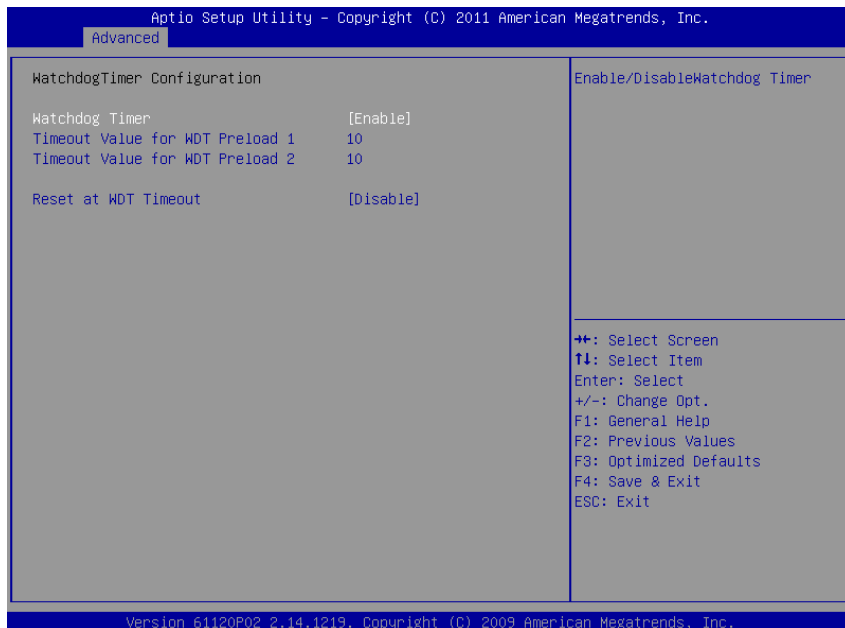 Aptio Setup Utility – Copyright (C) 2011 American Megatrends, Inc.
Advanced
WatchdogTimer Configuration
Watchdog Timer [Enable]
Timeout Value for WDT Preload 1 10
Timeout Value for WDT Preload 2 10
Reset at WDT Timeout [Disable]
Enable/DisableWatchdog Timer
→←: Select Screen
↑↓: Select Item
Enter: Select
+/-: Change Opt.
F1: General Help
F2: Previous Values
F3: Optimized Defaults
F4: Save & Exit
ESC: Exit
Version 61120P02 2.14.1219. Copyright (C) 2009 American Megatrends, Inc.